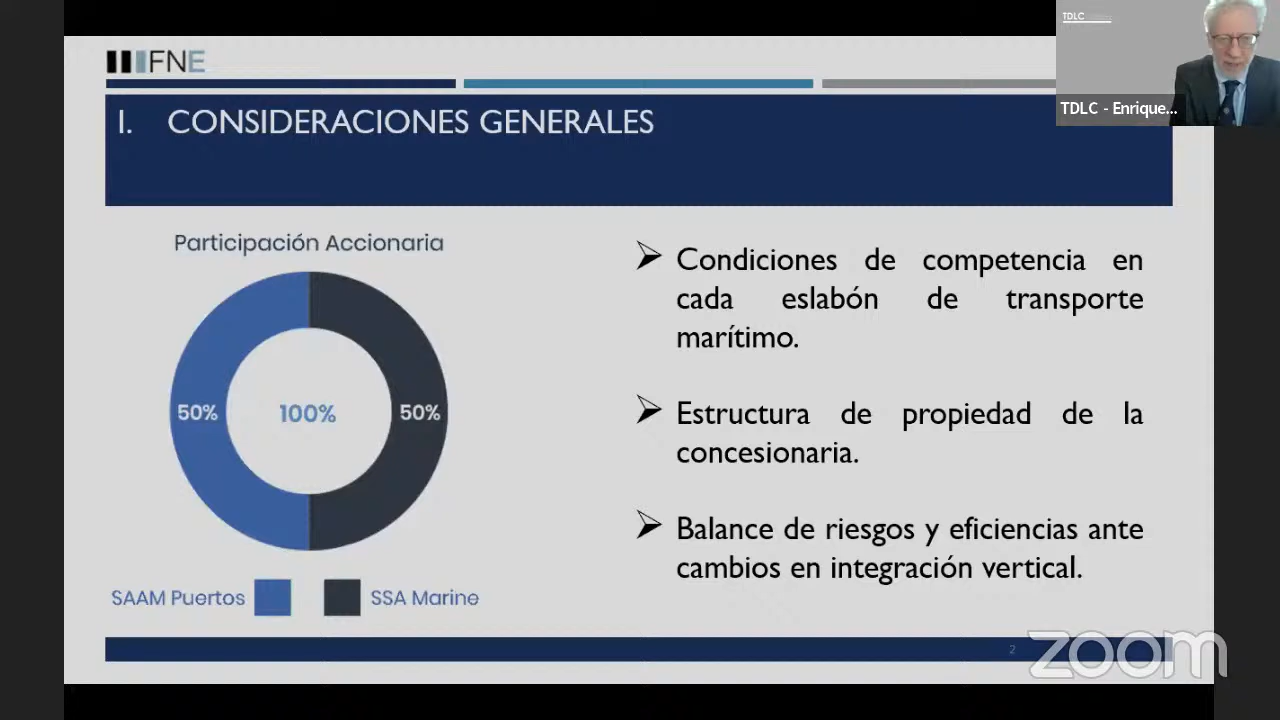 FNE
TDLC
TDLC - Enrique...
I. CONSIDERACIONES GENERALES
Participación Accionaria
50%
100%
50%
SAAM Puertos
SSA Marine
Condiciones de competencia en
cada eslabón de transporte
marítimo.
Estructura de propiedad de la
concesionaria.
Balance de riesgos y eficiencias ante
cambios en integración vertical.
2
zoom